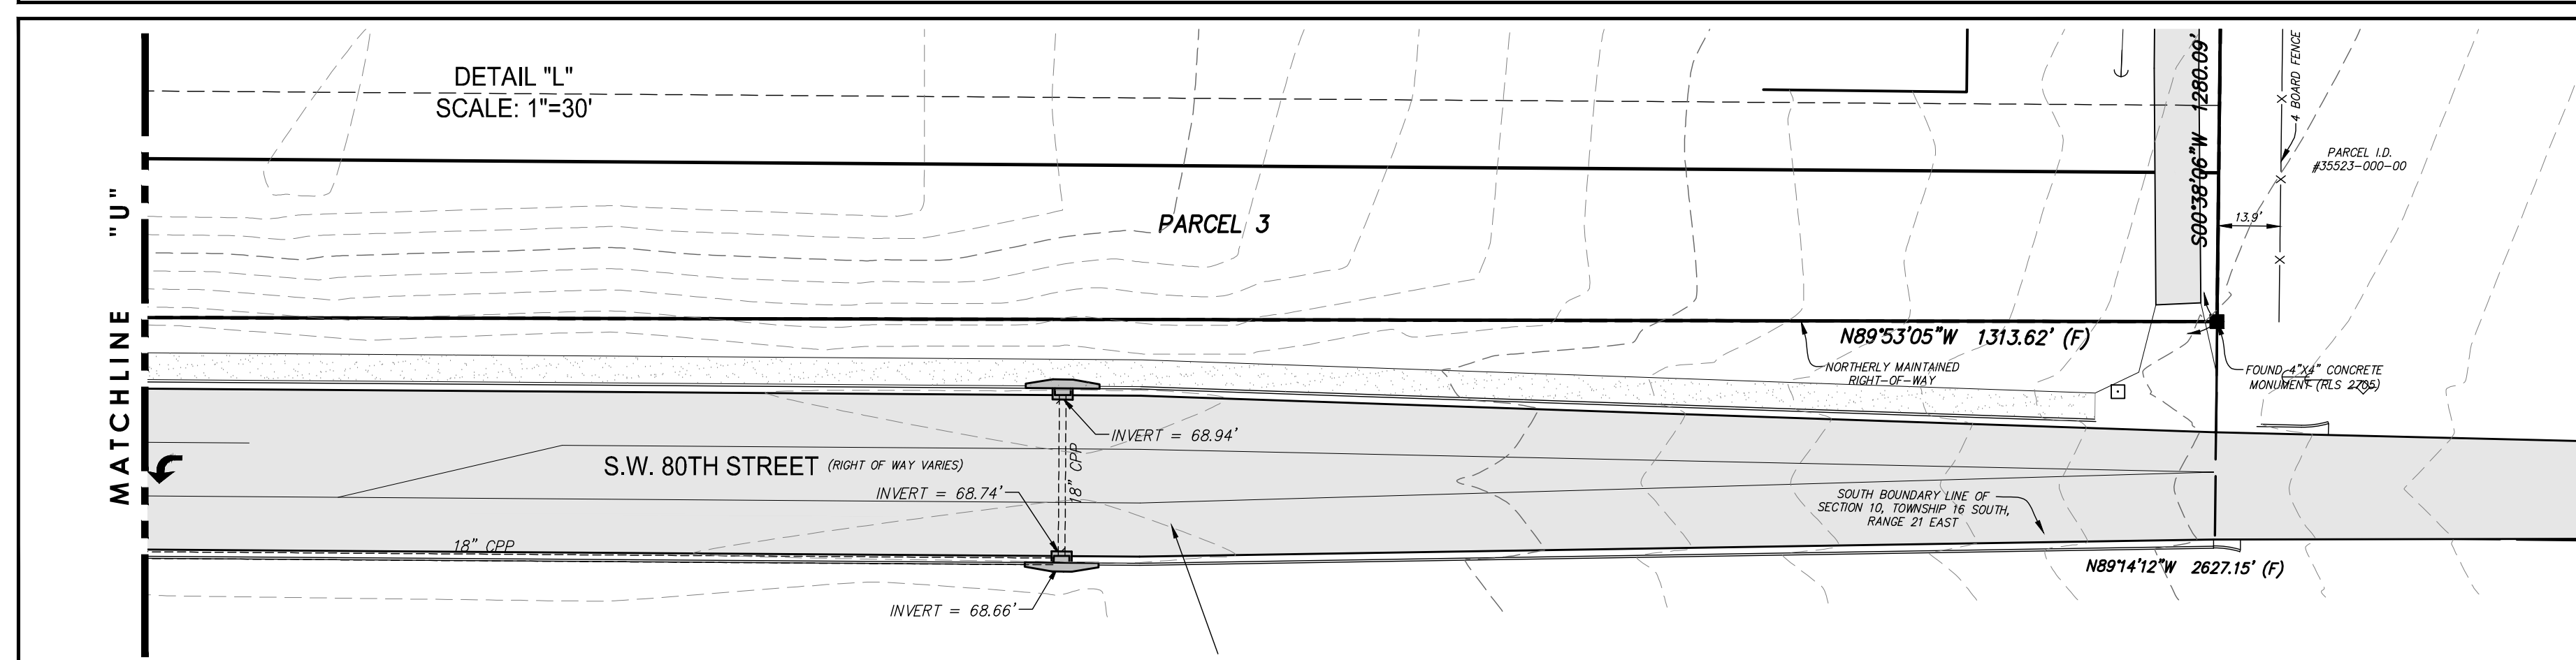 DETAIL "L"
SCALE: 1"=30'
MATCHLINE "U"
PARCEL 3
S00°38'06"W 1280.09'
4 BOARD FENCE
PARCEL I.D.
#35523-000-00
13.9'
N89°53'05"W 1313.62' (F)
NORTHERLY MAINTAINED
RIGHT-OF-WAY
FOUND 4"X4" CONCRETE
MONUMENT (RLS 2705)
INVERT = 68.94'
S.W. 80TH STREET (RIGHT OF WAY VARIES)
18" CPP
INVERT = 68.74'
SOUTH BOUNDARY LINE OF
SECTION 10, TOWNSHIP 16 SOUTH,
RANGE 21 EAST
18" CPP
N89°14'12"W 2627.15' (F)
INVERT = 68.66'
X
X
X